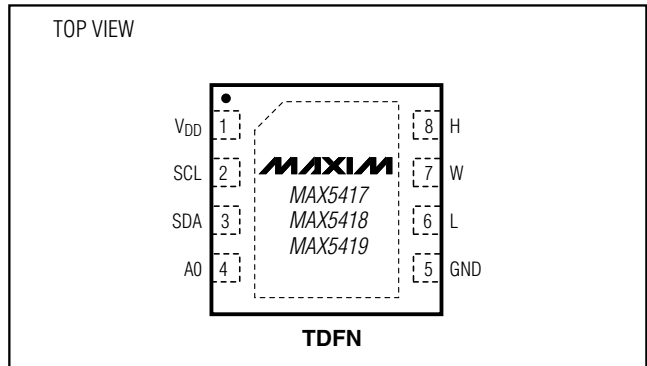 TOP VIEW
VDD 1
SCL 2
SDA 3
A0 4
MAXIM
MAX5417
MAX5418
MAX5419
8 H
7 W
6 L
5 GND
TDFN